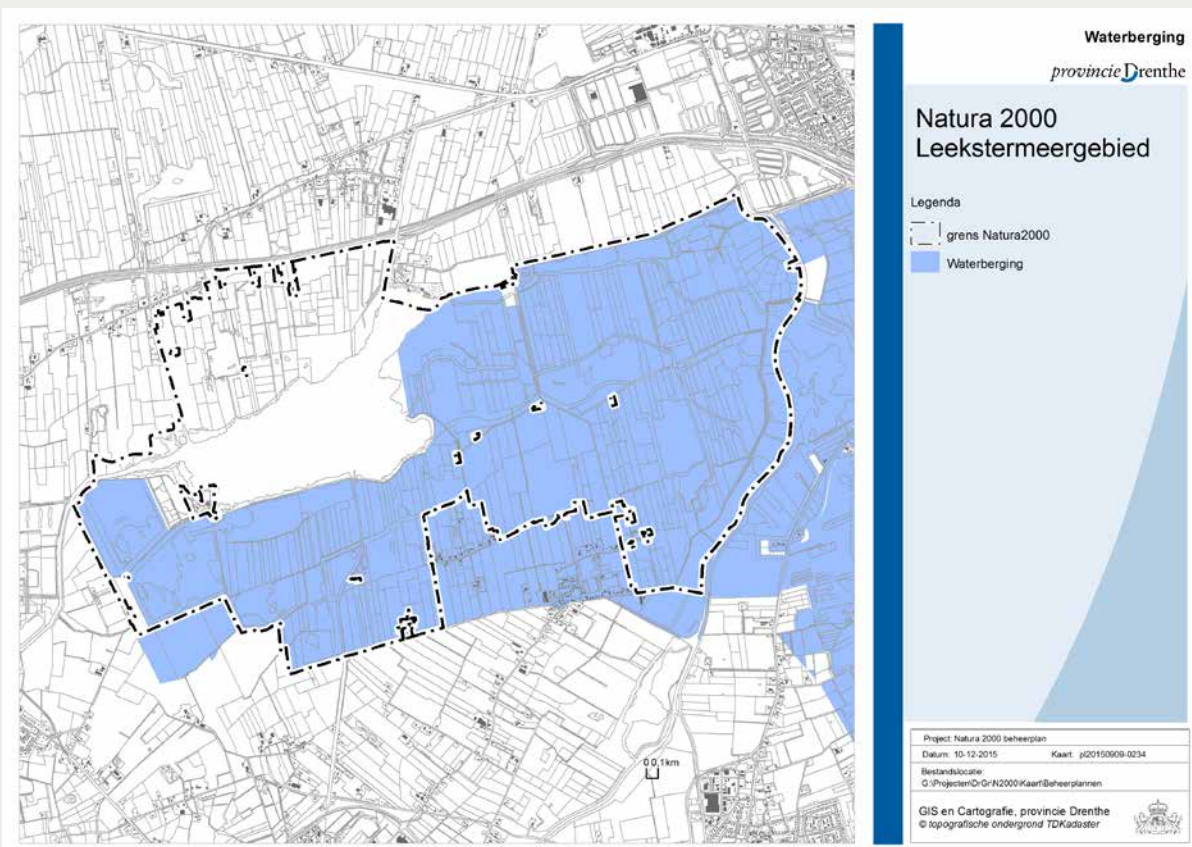 Waterberging
provincie Drenthe
Natura 2000
Leekstermeergebied
Legenda
grens Natura2000
Waterberging
0 0,1km
Project: Natura 2000 beheerplan
Datum: 10-12-2015 Kaart: pl20150909-0234
Bestandslocatie:
G:\Projecten\DrGr\N2000\Kaart\Beheerplannen
GIS en Cartografie, provincie Drenthe
© topografische ondergrond TDKadaster